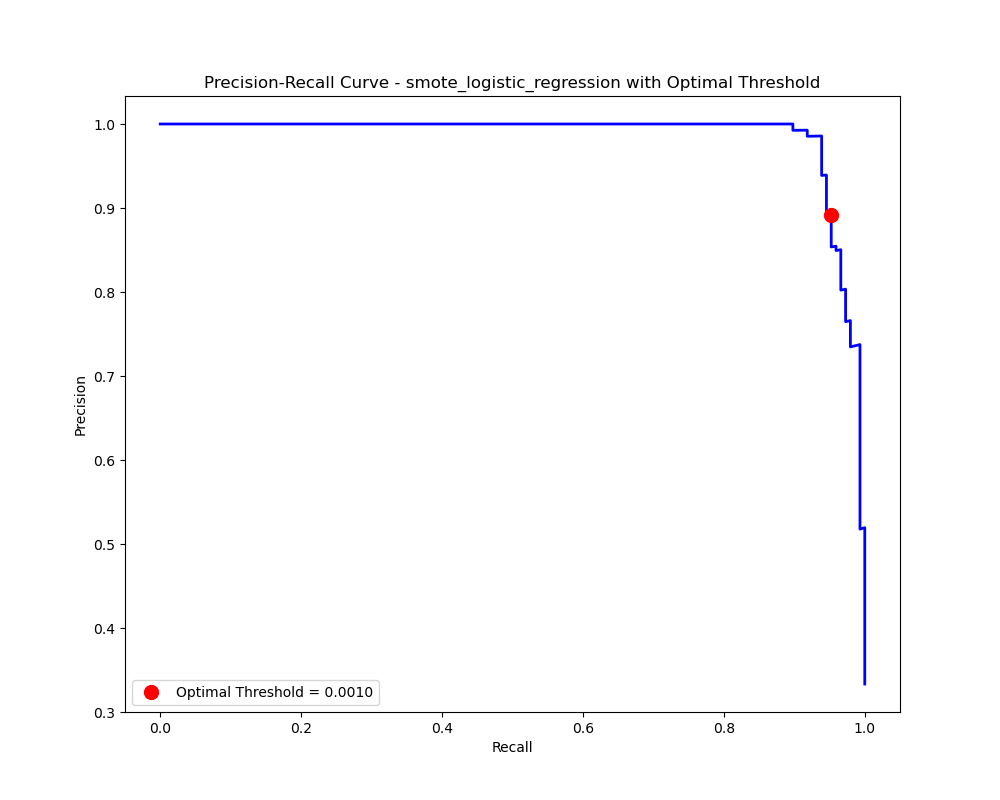 Precision-Recall Curve - smote_logistic_regression with Optimal Threshold
1.0
0.9
0.8
0.7
0.6
0.5
0.4
0.3
Precision
Optimal Threshold = 0.0010
0.0 0.2 0.4 0.6 0.8 1.0
Recall